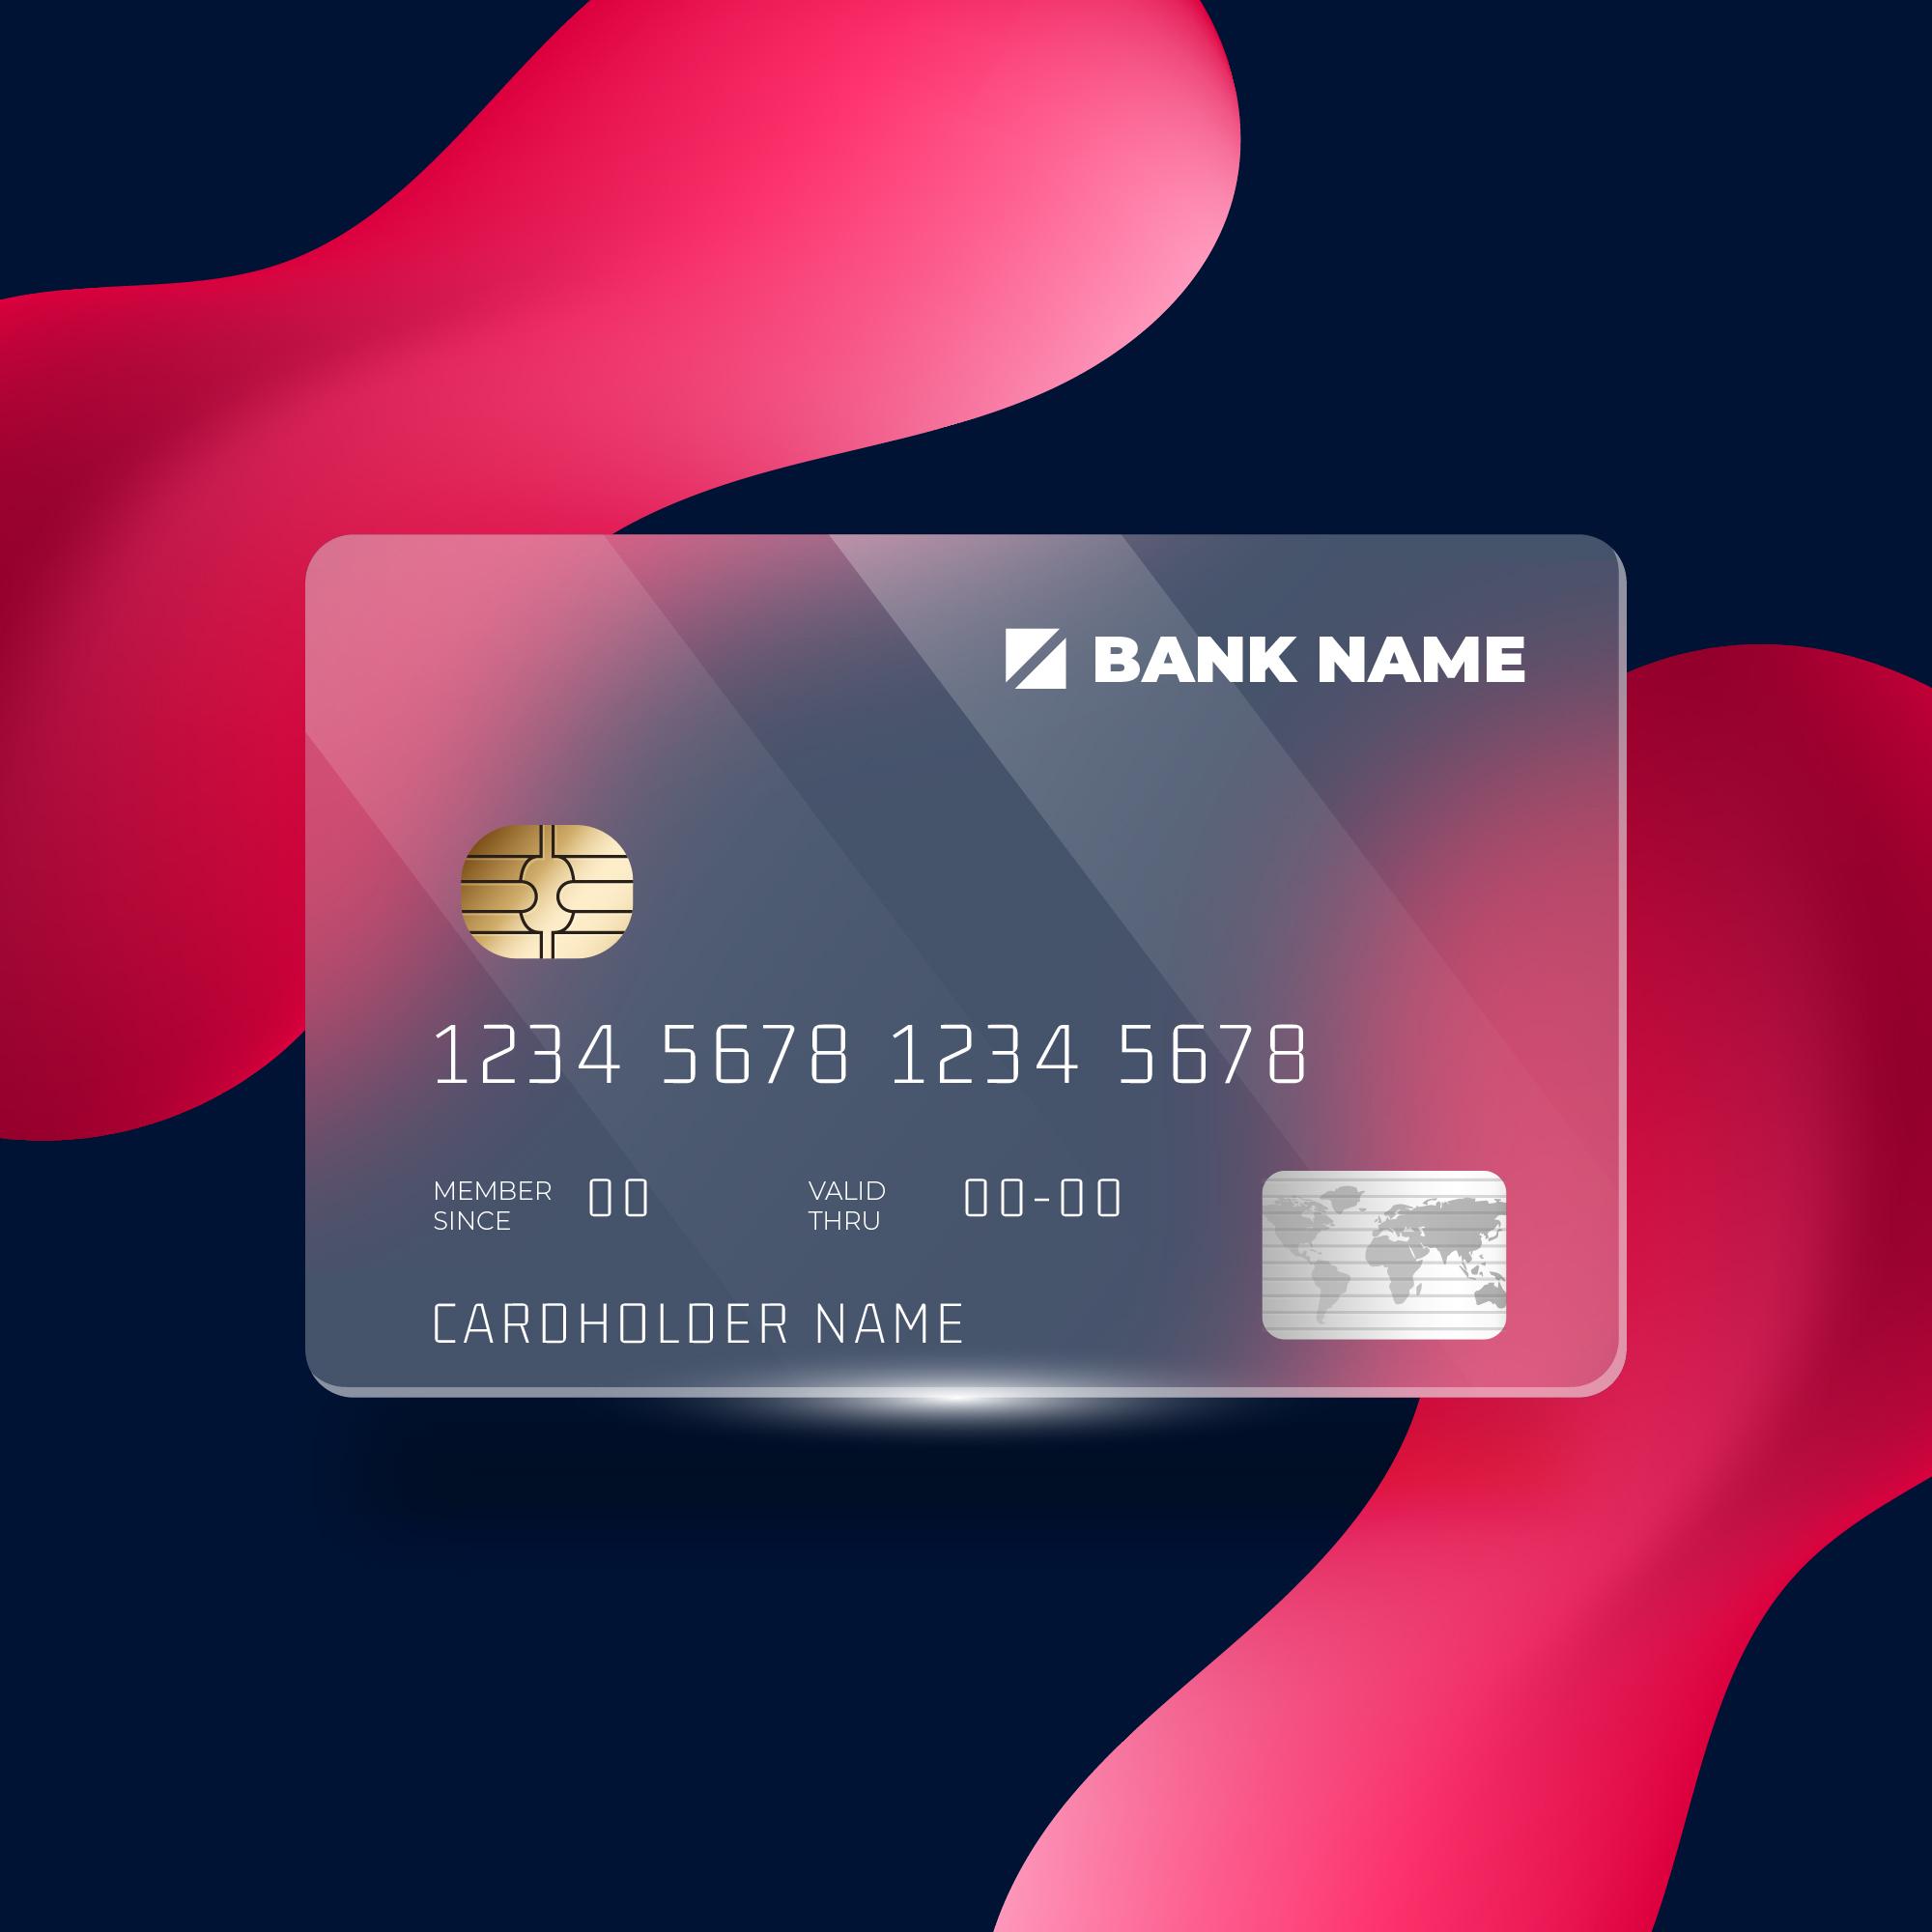 BANK NAME
1234 5678 1234 5678
MEMBER SINCE 00
VALID THRU 00-00
CARDHOLDER NAME